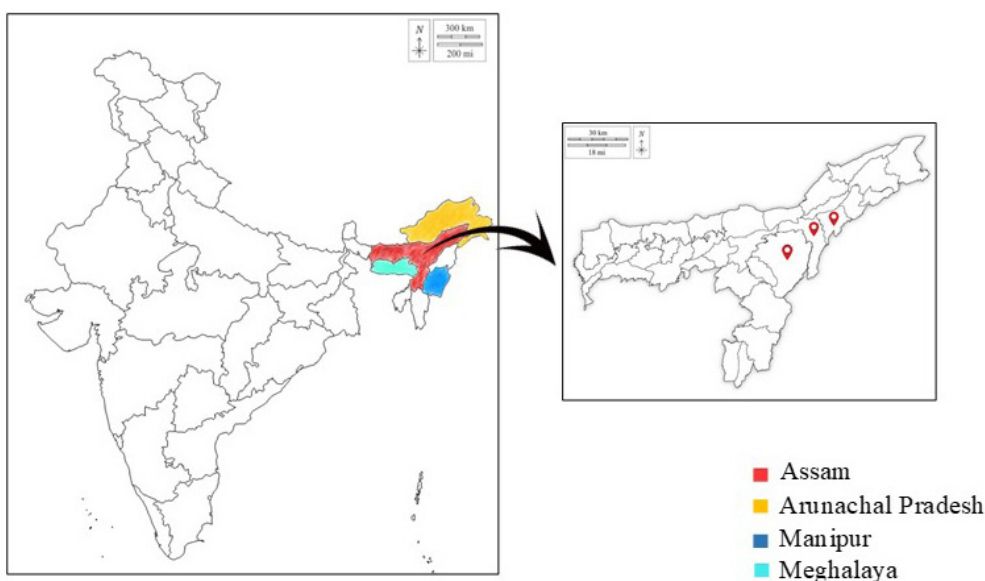 N
300 km
200 mi
30 km
18 mi
N
Assam
Arunachal Pradesh
Manipur
Meghalaya